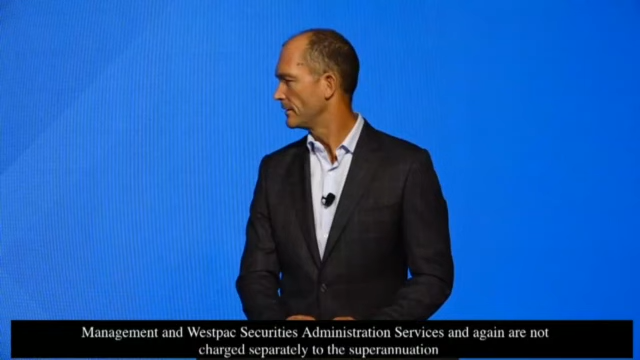 Management and Westpac Securities Administration Services and again are not
charged separately to the superannuation